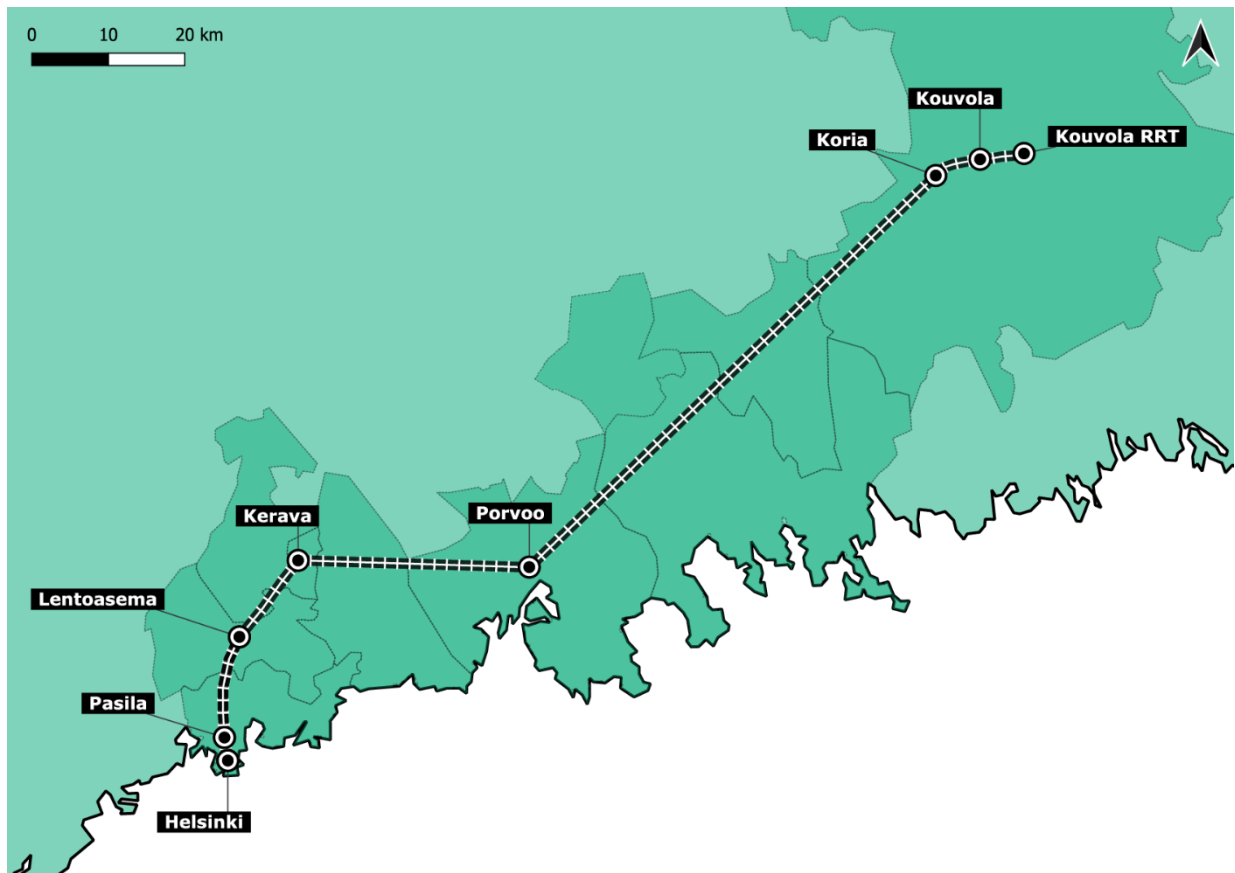 0 10 20 km
Kouvola
Koria
Kouvola RRT
Kerava
Porvoo
Lentoasema
Pasila
Helsinki